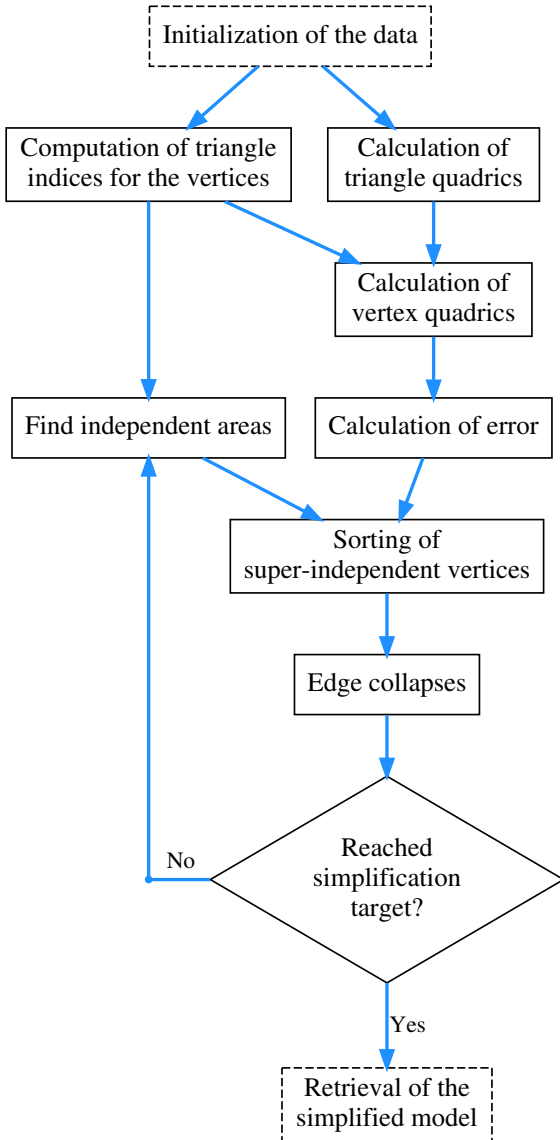 Initialization of the data
Computation of triangle
indices for the vertices
Calculation of
triangle quadrics
Calculation of
vertex quadrics
Find independent areas
Calculation of error
Sorting of
super-independent vertices
Edge collapses
Reached
simplification
target?
No
Yes
Retrieval of the
simplified model